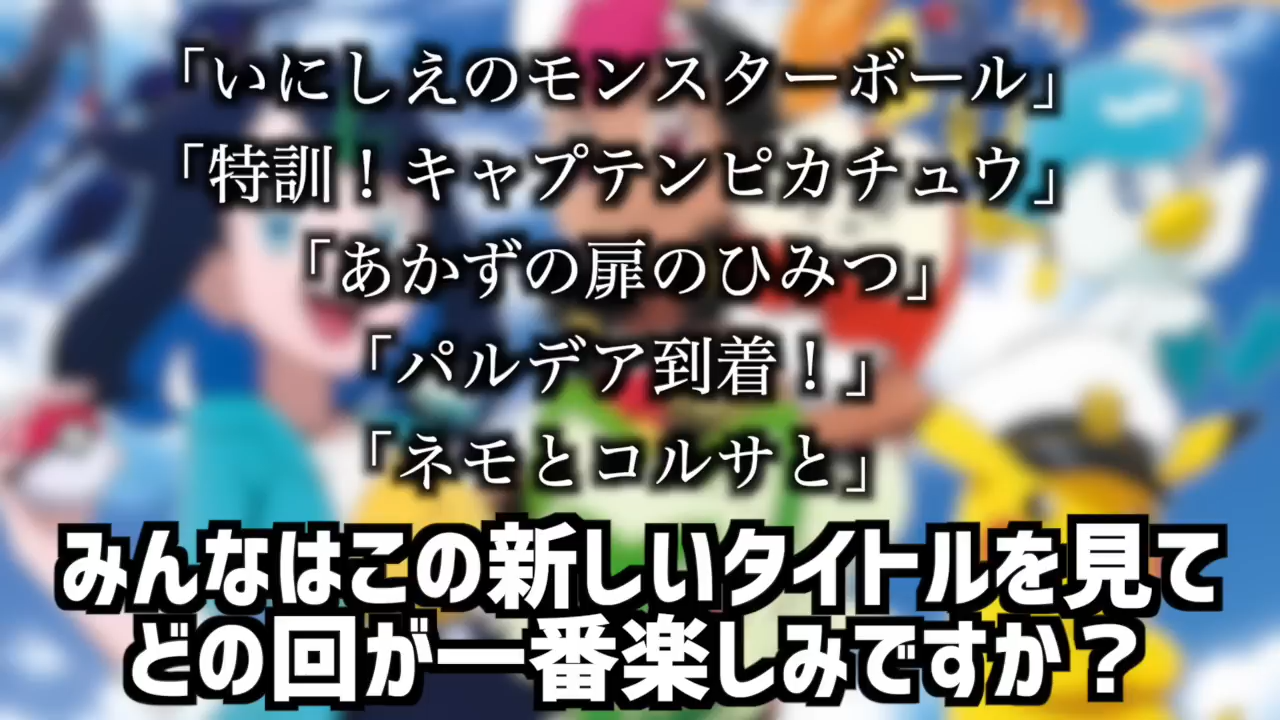 「いにしえのモンスターボール」
「特訓！キャプテンピカチュウ」
「あかずの扉のひみつ」
「パルデア到着！」
「ネモとコルサと」
みんなはこの新しいタイトルを見て
どの回が一番楽しみですか？